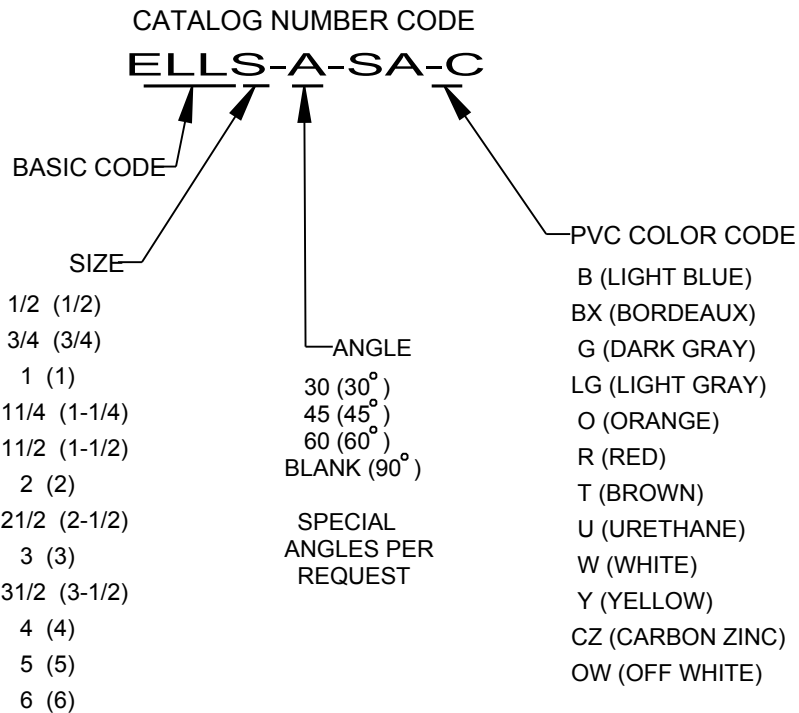 CATALOG NUMBER CODE
ELLS-A-SA-C
BASIC CODE
SIZE
1/2 (1/2)
3/4 (3/4)
1 (1)
11/4 (1-1/4)
11/2 (1-1/2)
2 (2)
21/2 (2-1/2)
3 (3)
31/2 (3-1/2)
4 (4)
5 (5)
6 (6)
ANGLE
30 (30°)
45 (45°)
60 (60°)
BLANK (90°)
SPECIAL
ANGLES PER
REQUEST
PVC COLOR CODE
B (LIGHT BLUE)
BX (BORDEAUX)
G (DARK GRAY)
LG (LIGHT GRAY)
O (ORANGE)
R (RED)
T (BROWN)
U (URETHANE)
W (WHITE)
Y (YELLOW)
CZ (CARBON ZINC)
OW (OFF WHITE)